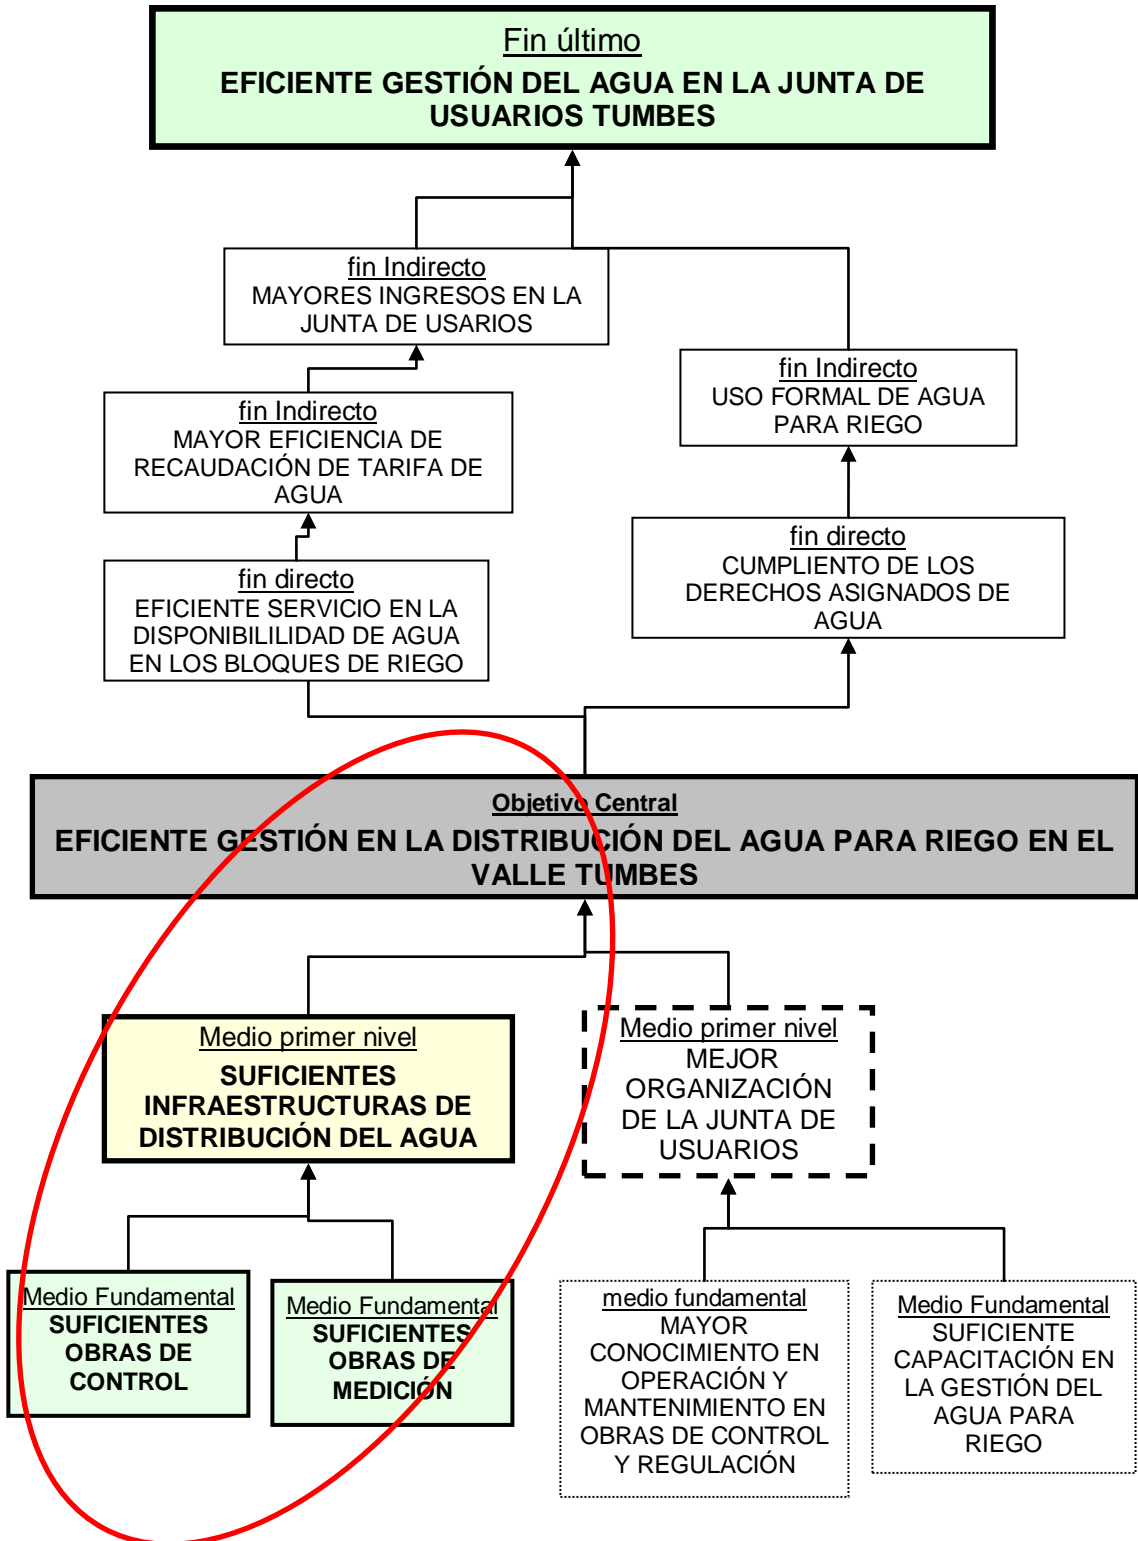 Fin último
EFICIENTE GESTIÓN DEL AGUA EN LA JUNTA DE
USUARIOS TUMBES
fin Indirecto
MAYORES INGRESOS EN LA
JUNTA DE USARIOS
fin Indirecto
USO FORMAL DE AGUA
PARA RIEGO
fin Indirecto
MAYOR EFICIENCIA DE
RECAUDACIÓN DE TARIFA DE
AGUA
fin directo
CUMPLIENTO DE LOS
DERECHOS ASIGNADOS DE
AGUA
fin directo
EFICIENTE SERVICIO EN LA
DISPONIBILILIDAD DE AGUA
EN LOS BLOQUES DE RIEGO
Objetivo Central
EFICIENTE GESTIÓN EN LA DISTRIBUCIÓN DEL AGUA PARA RIEGO EN EL
VALLE TUMBES
Medio primer nivel
SUFICIENTES
INFRAESTRUCTURAS DE
DISTRIBUCIÓN DEL AGUA
Medio primer nivel
MEJOR
ORGANIZACIÓN
DE LA JUNTA DE
USUARIOS
Medio Fundamental
SUFICIENTES
OBRAS DE
CONTROL
Medio Fundamental
SUFICIENTES
OBRAS DE
MEDICIÓN
medio fundamental
MAYOR
CONOCIMIENTO EN
OPERACIÓN Y
MANTENIMIENTO EN
OBRAS DE CONTROL
Y REGULACIÓN
Medio Fundamental
SUFICIENTE
CAPACITACIÓN EN
LA GESTIÓN DEL
AGUA PARA
RIEGO